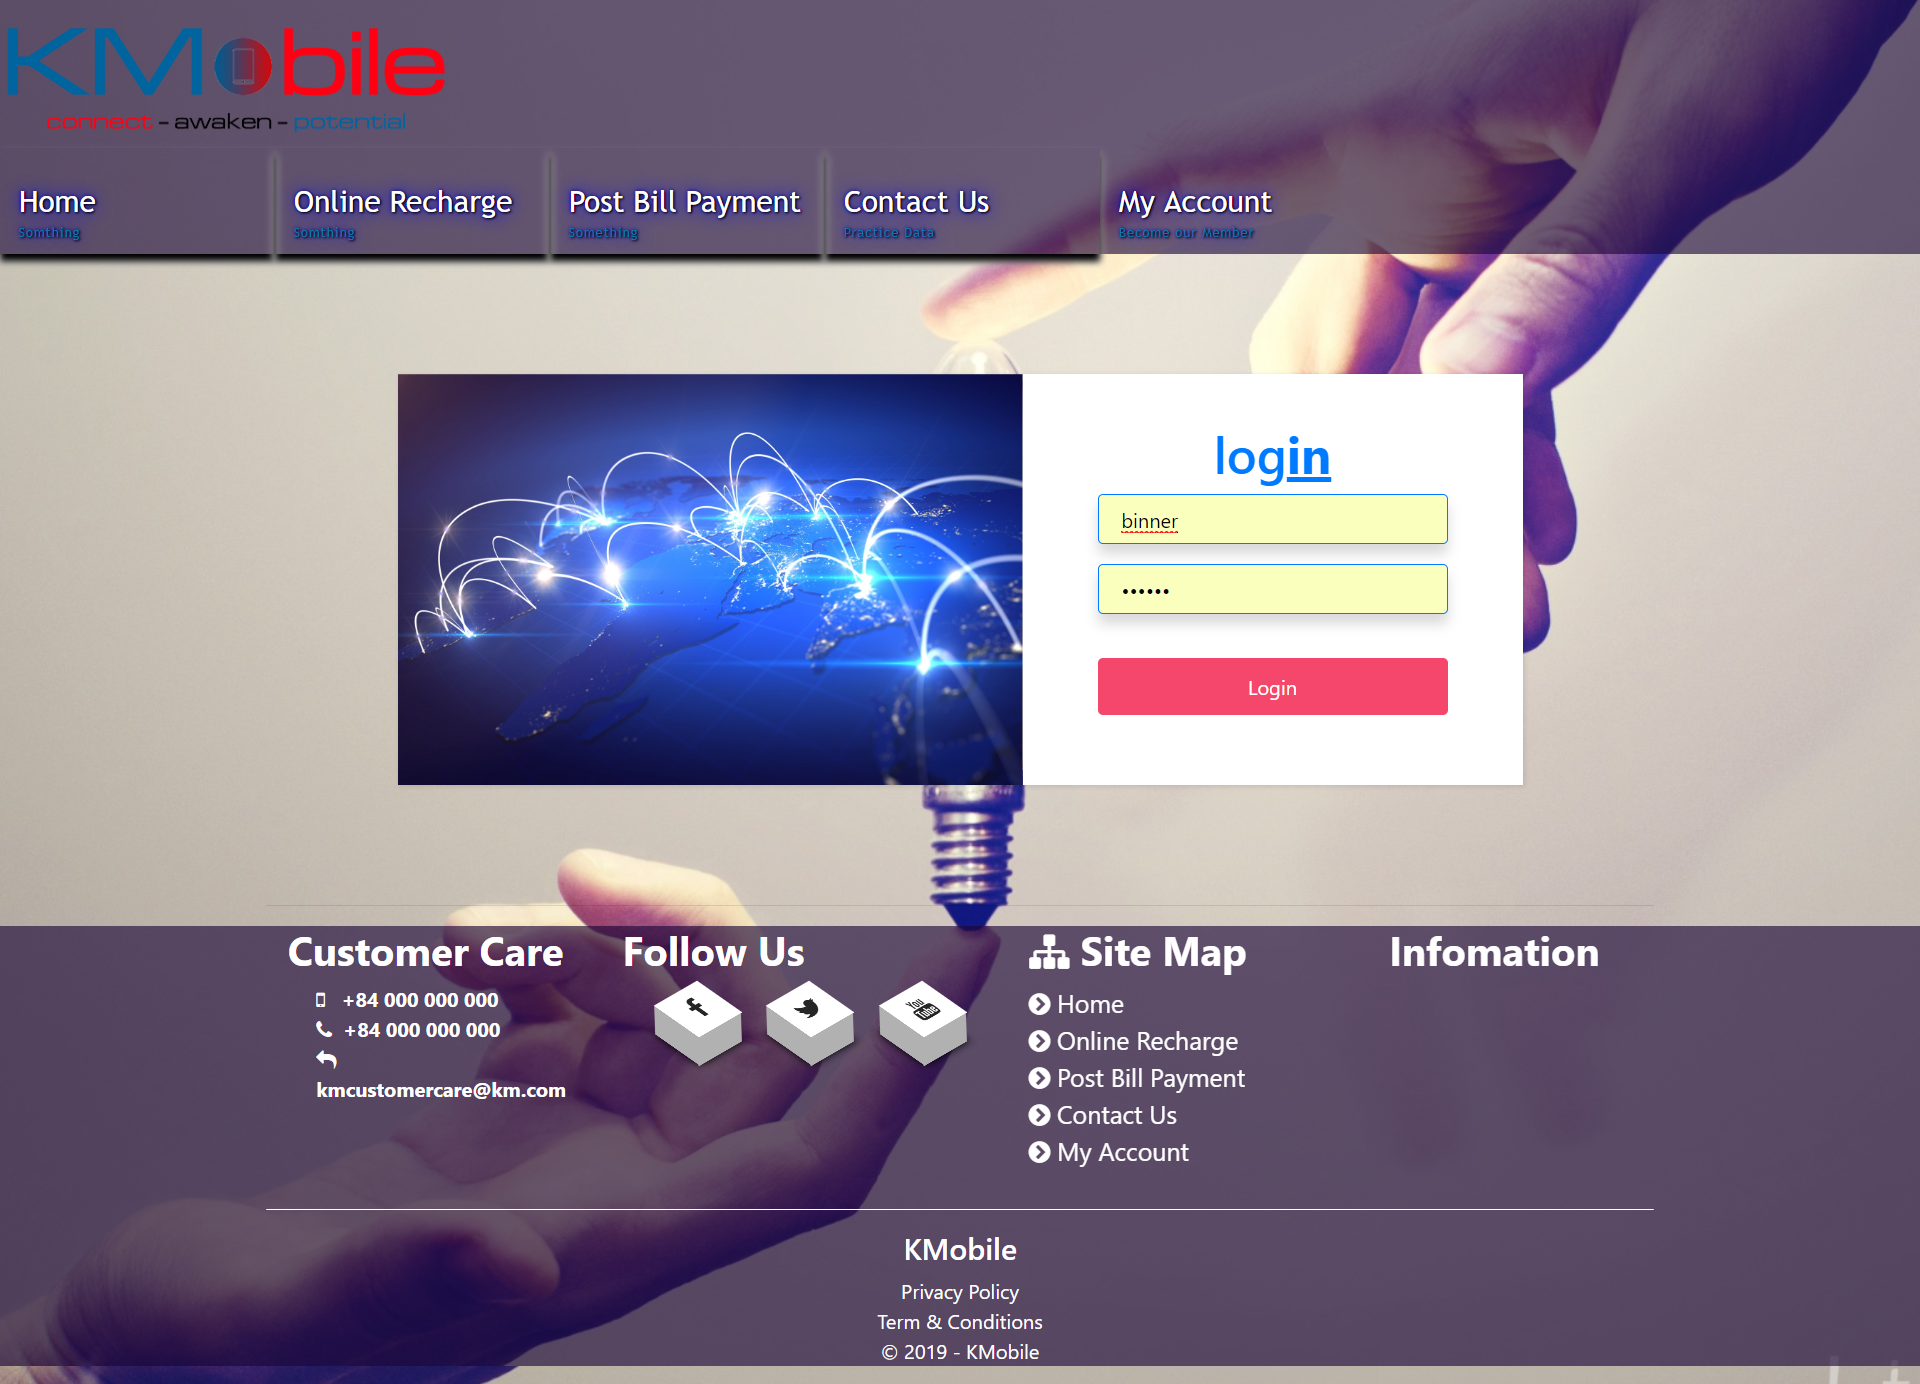 KMobile
connect - awaken - potential
Home
Somthing
Online Recharge
Somthing
Post Bill Payment
Something
Contact Us
Practice Data
My Account
Become our Member
login
binner
••••••
Login
Customer Care
+84 000 000 000
+84 000 000 000
kmcustomercare@km.com
Follow Us
f
You Tube
Site Map
Home
Online Recharge
Post Bill Payment
Contact Us
My Account
Infomation
KMobile
Privacy Policy
Term & Conditions
© 2019 - KMobile